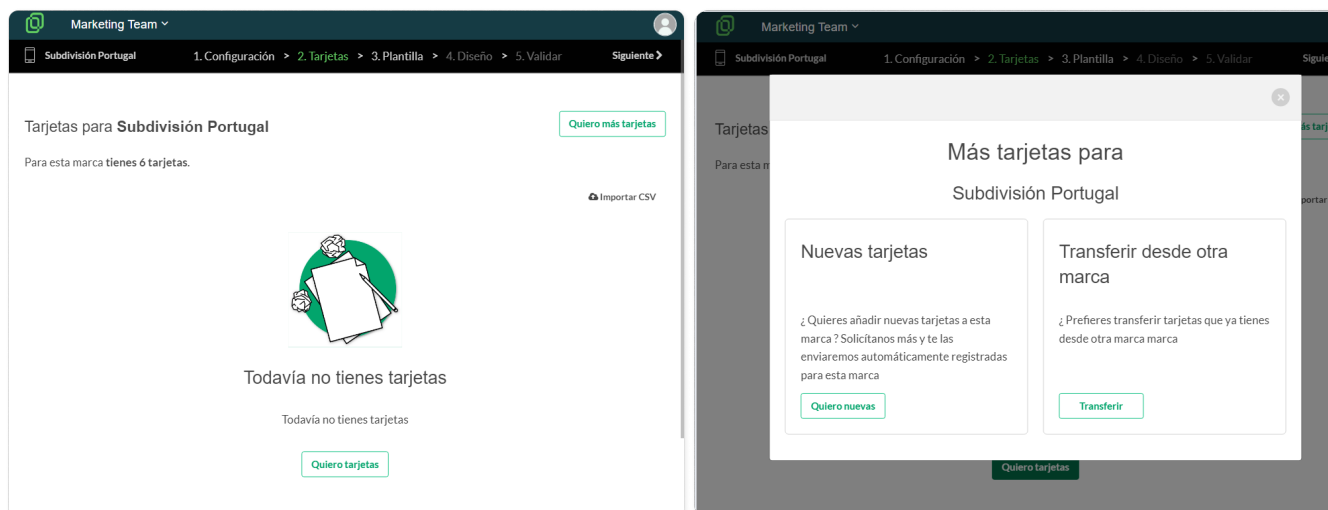 Marketing Team
Subdivisión Portugal 1. Configuración > 2. Tarjetas > 3. Plantilla > 4. Diseño > 5. Validar Siguiente >
Tarjetas para Subdivisión Portugal
Quiero más tarjetas
Para esta marca tienes 6 tarjetas.
Importar CSV
Todavía no tienes tarjetas
Todavía no tienes tarjetas
Quiero tarjetas
Marketing Team
Subdivisión Portugal 1. Configuración > 2. Tarjetas > 3. Plantilla > 4. Diseño > 5. Validar Siguie
Tarjetas
ás tarj
Para esta m
portar
Más tarjetas para
Subdivisión Portugal
Nuevas tarjetas
¿ Quieres añadir nuevas tarjetas a esta
marca ? Solicítanos más y te las
enviaremos automáticamente registradas
para esta marca
Quiero nuevas
Transferir desde otra
marca
¿ Prefieres transferir tarjetas que ya tienes
desde otra marca marca
Transferir
Quiero tarjetas